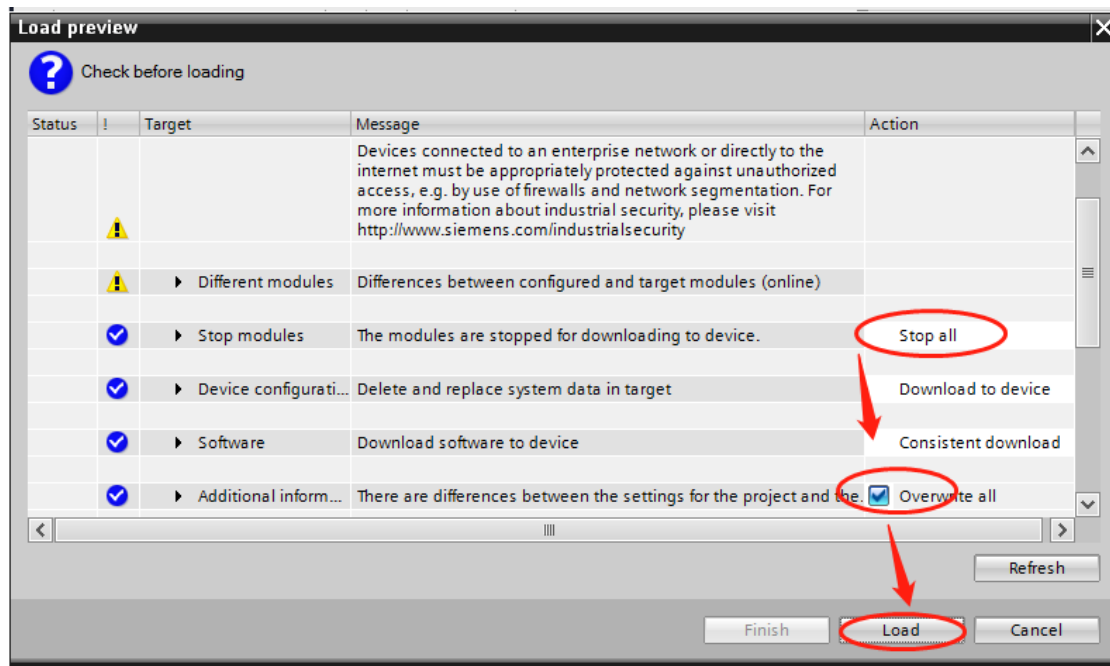 Load preview
Check before loading
Status ! Target Message Action
Devices connected to an enterprise network or directly to the
internet must be appropriately protected against unauthorized
access, e.g. by use of firewalls and network segmentation. For
more information about industrial security, please visit
http://www.siemens.com/industrialsecurity
Different modules Differences between configured and target modules (online)
Stop modules The modules are stopped for downloading to device. Stop all
Device configurati... Delete and replace system data in target Download to device
Software Download software to device Consistent download
Additional inform... There are differences between the settings for the project and the. Overwrite all
Refresh
Finish Load Cancel